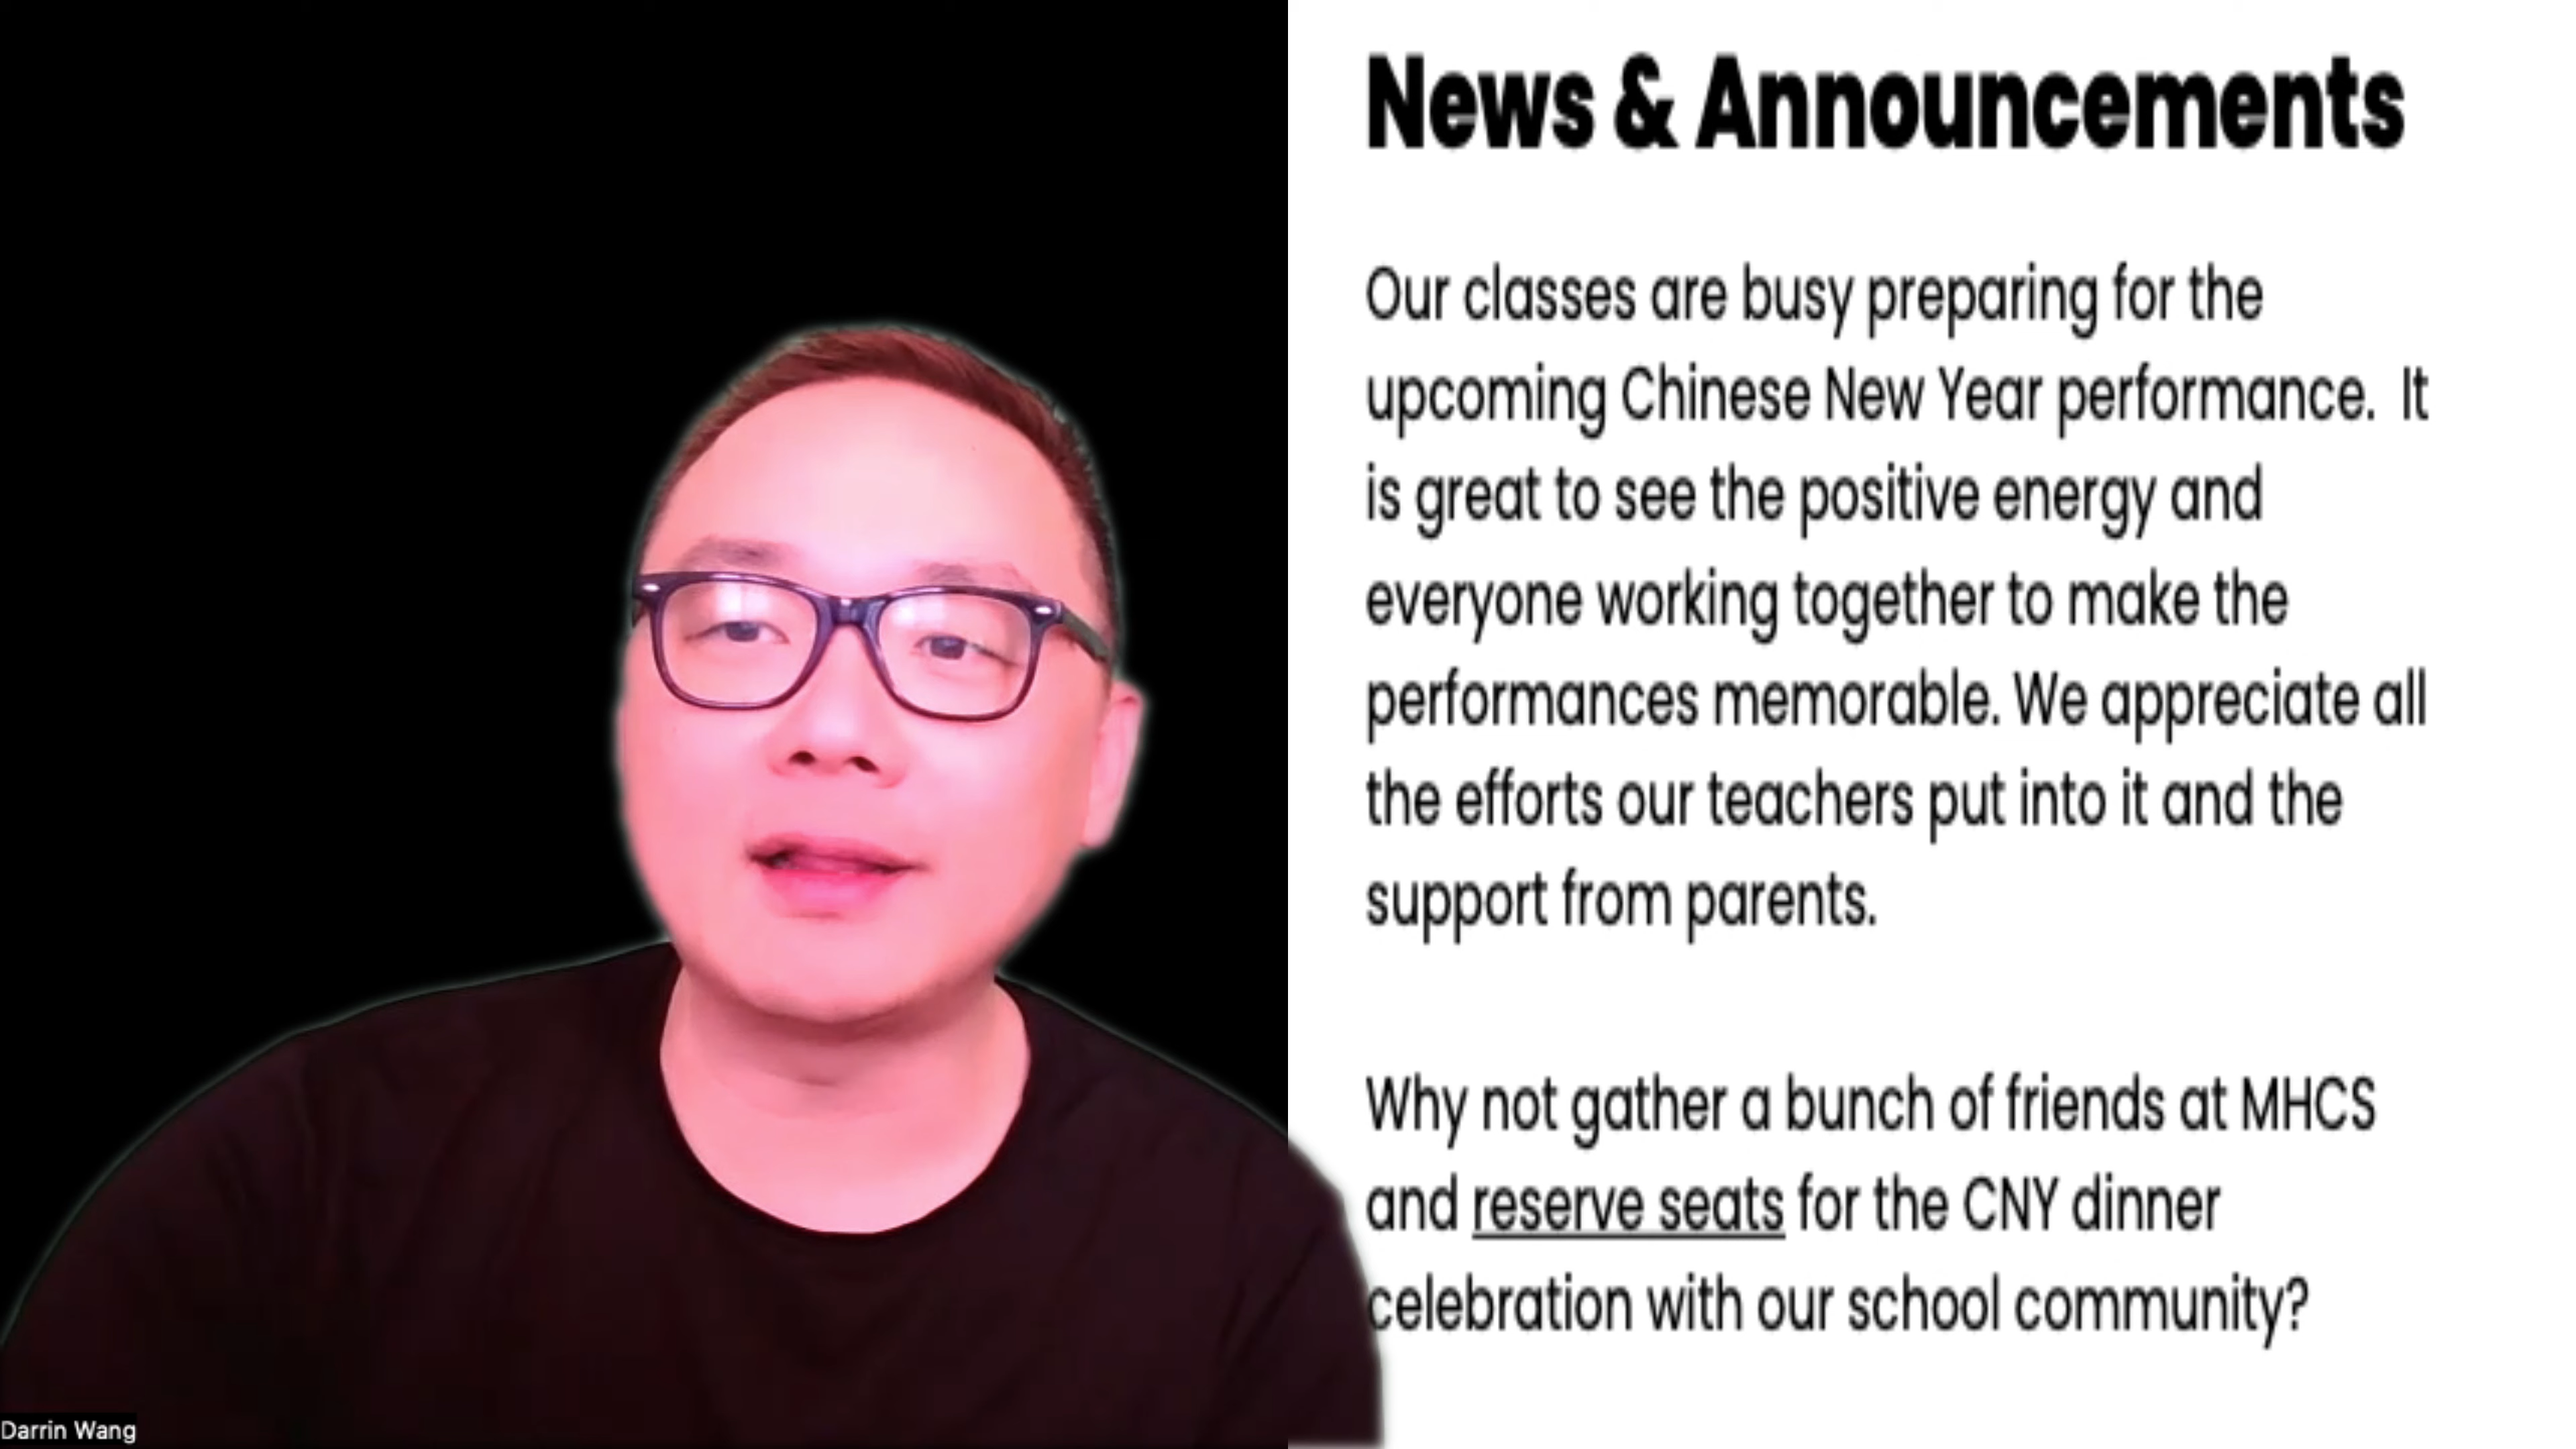 News & Announcements
Our classes are busy preparing for the
upcoming Chinese New Year performance.  It
is great to see the positive energy and
everyone working together to make the
performances memorable. We appreciate all
the efforts our teachers put into it and the
support from parents.
Why not gather a bunch of friends at MHCS
and reserve seats for the CNY dinner
celebration with our school community?
Darrin Wang